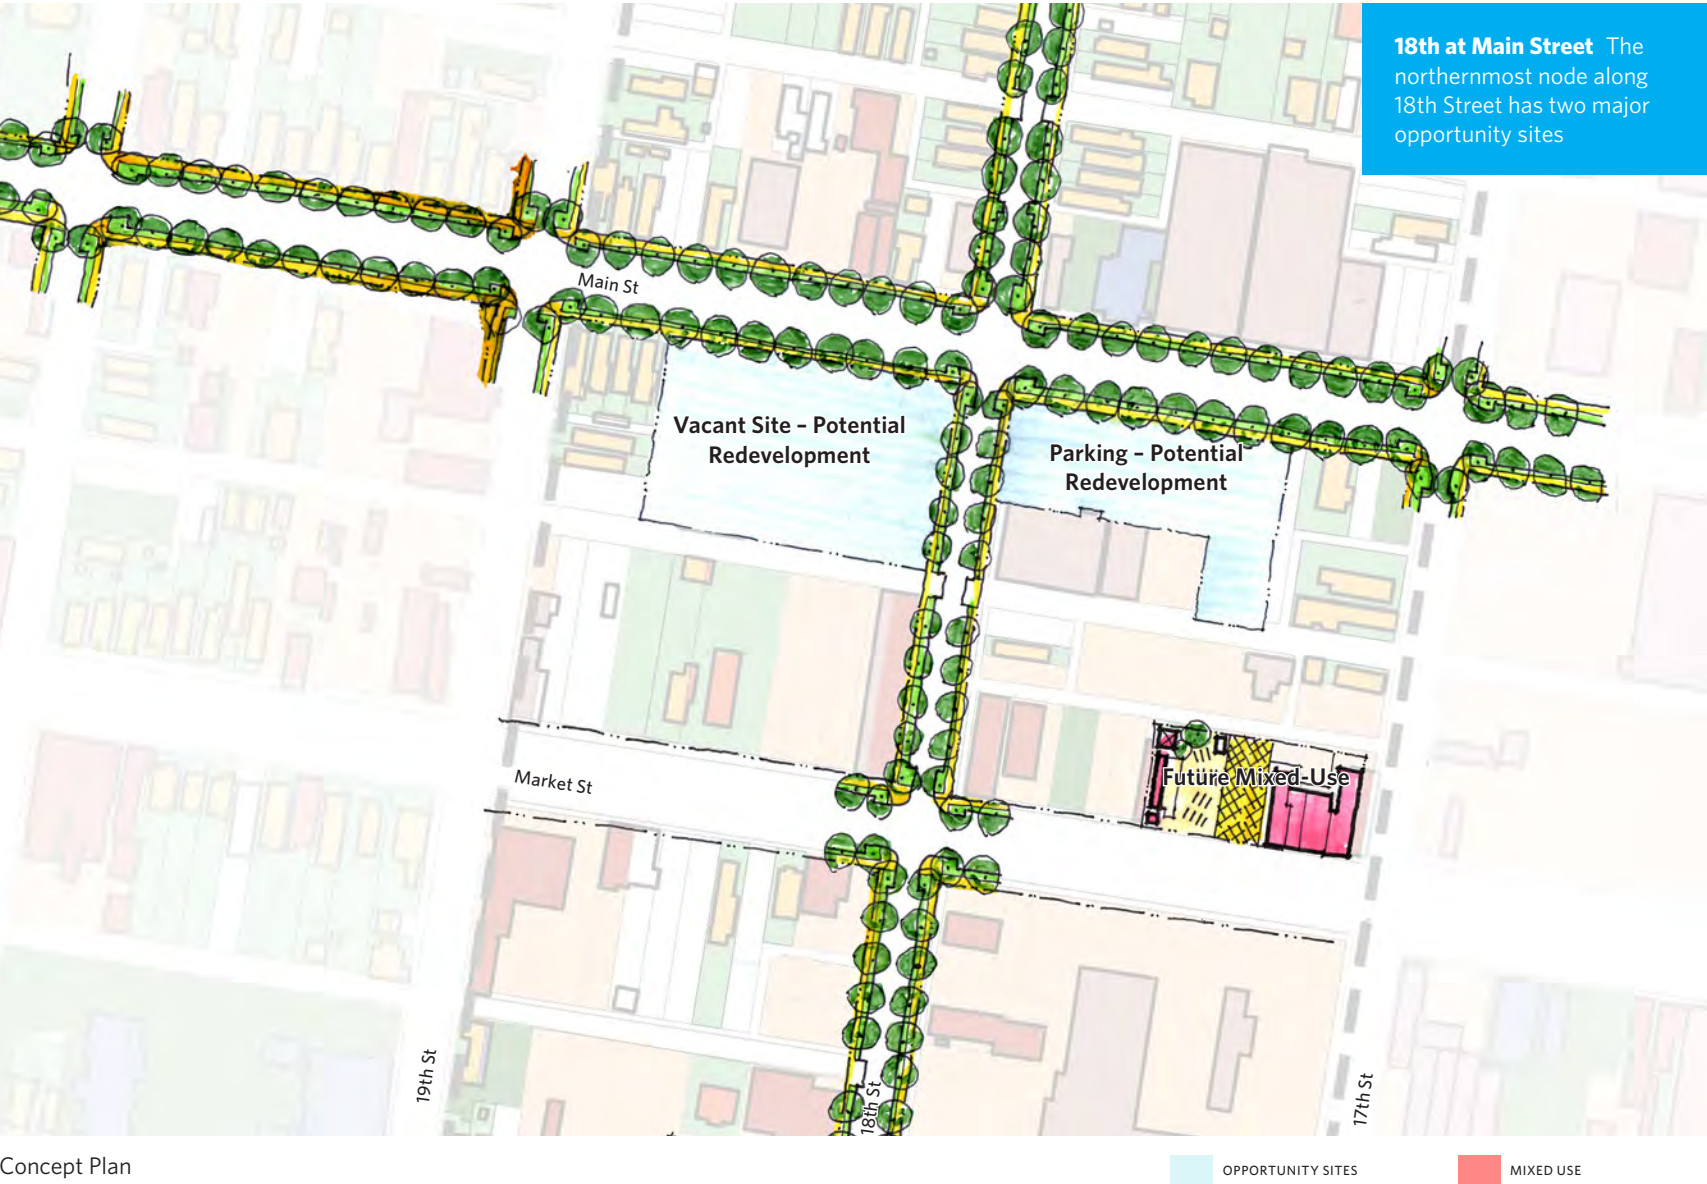 18th at Main Street The
northernmost node along
18th Street has two major
opportunity sites
Main St
Vacant Site – Potential
Redevelopment
Parking – Potential
Redevelopment
Market St
Future Mixed-Use
19th St
18th St
17th St
Concept Plan
OPPORTUNITY SITES
MIXED USE